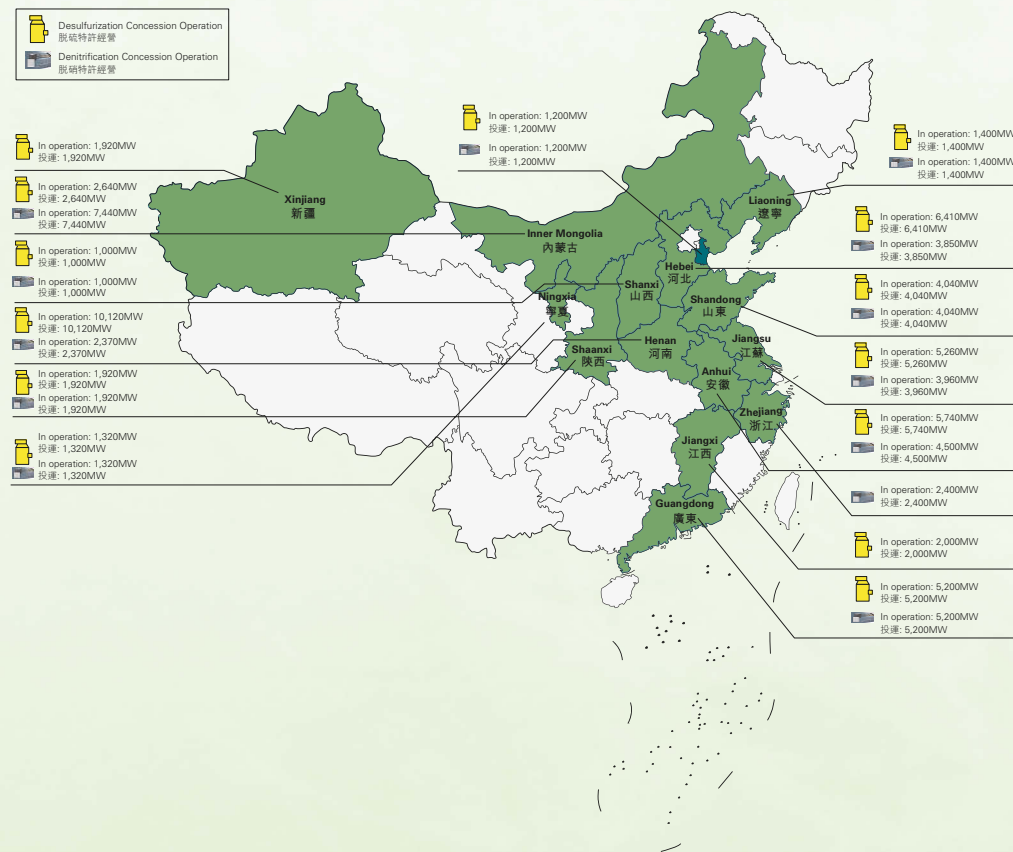 Desulfurization Concession Operation
脱硫特許經營
Denitrification Concession Operation
脱硝特許經營
In operation: 1,920MW
投運: 1,920MW
In operation: 2,640MW
投運: 2,640MW
In operation: 7,440MW
投運: 7,440MW
In operation: 1,000MW
投運: 1,000MW
In operation: 1,000MW
投運: 1,000MW
In operation: 10,120MW
投運: 10,120MW
In operation: 2,370MW
投運: 2,370MW
In operation: 1,920MW
投運: 1,920MW
In operation: 1,920MW
投運: 1,920MW
In operation: 1,320MW
投運: 1,320MW
In operation: 1,320MW
投運: 1,320MW
In operation: 1,200MW
投運: 1,200MW
In operation: 1,200MW
投運: 1,200MW
Xinjiang
新疆
Inner Mongolia
內蒙古
Liaoning
遼寧
Hebei
河北
Shanxi
山西
Ningxia
寧夏
Shandong
山東
Shaanxi
陝西
Henan
河南
Jiangsu
江蘇
Anhui
安徽
Zhejiang
浙江
Jiangxi
江西
Guangdong
廣東
In operation: 1,400MW
投運: 1,400MW
In operation: 1,400MW
投運: 1,400MW
In operation: 6,410MW
投運: 6,410MW
In operation: 3,850MW
投運: 3,850MW
In operation: 4,040MW
投運: 4,040MW
In operation: 4,040MW
投運: 4,040MW
In operation: 5,260MW
投運: 5,260MW
In operation: 3,960MW
投運: 3,960MW
In operation: 5,740MW
投運: 5,740MW
In operation: 4,500MW
投運: 4,500MW
In operation: 2,400MW
投運: 2,400MW
In operation: 2,000MW
投運: 2,000MW
In operation: 5,200MW
投運: 5,200MW
In operation: 5,200MW
投運: 5,200MW